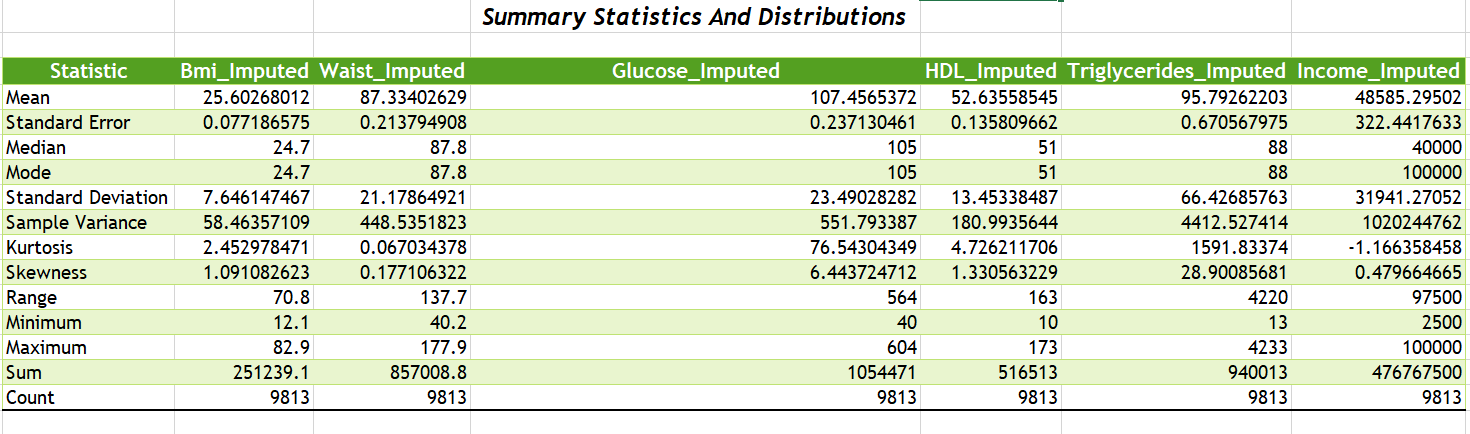 Summary Statistics And Distributions
Statistic Bmi_Imputed Waist_Imputed Glucose_Imputed HDL_Imputed Triglycerides_Imputed Income_Imputed
Mean 25.60268012 87.33402629 107.4565372 52.63558545 95.79262203 48585.29502
Standard Error 0.077186575 0.213794908 0.237130461 0.135809662 0.670567975 322.4417633
Median 24.7 87.8 105 51 88 40000
Mode 24.7 87.8 105 51 88 100000
Standard Deviation 7.646147467 21.17864921 23.49028282 13.45338487 66.42685763 31941.27052
Sample Variance 58.46357109 448.5351823 551.793387 180.9935644 4412.527414 1020244762
Kurtosis 2.452978471 0.067034378 76.54304349 4.726211706 1591.83374 -1.166358458
Skewness 1.091082623 0.177106322 6.443724712 1.330563229 28.90085681 0.479664665
Range 70.8 137.7 564 163 4220 97500
Minimum 12.1 40.2 40 10 13 2500
Maximum 82.9 177.9 604 173 4233 100000
Sum 251239.1 857008.8 1054471 516513 940013 476767500
Count 9813 9813 9813 9813 9813 9813